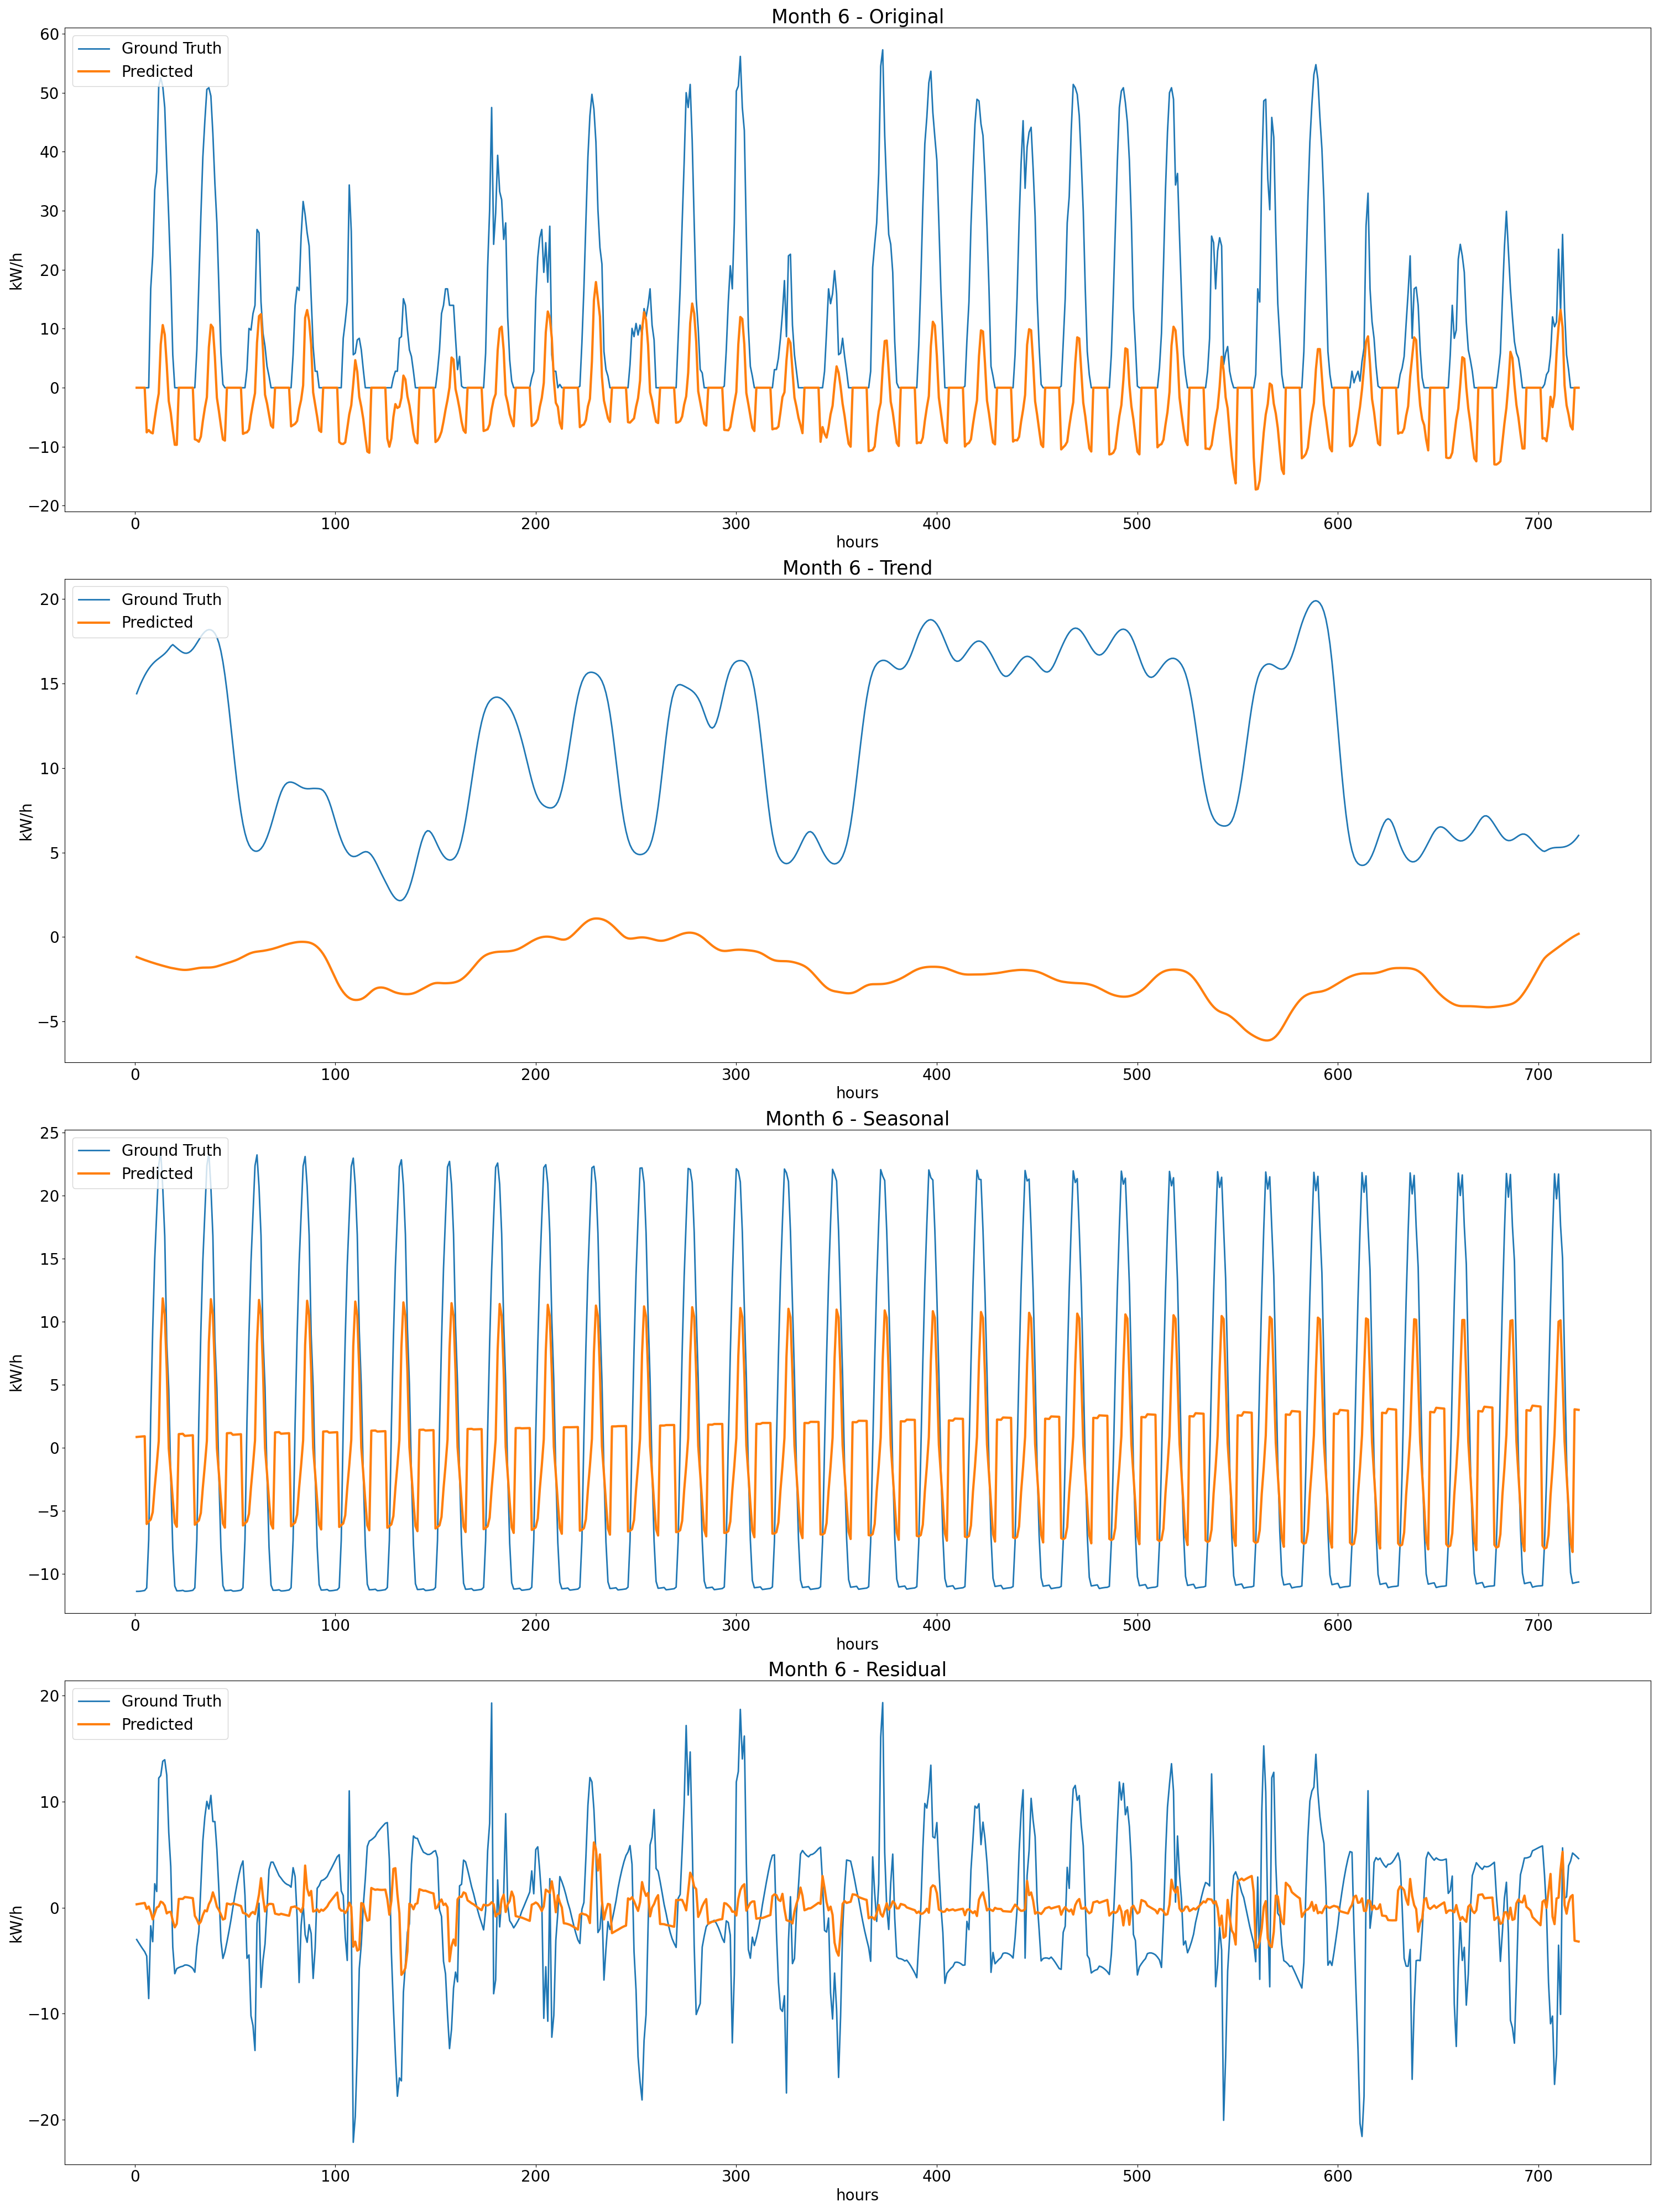 Month 6 - Original
Ground Truth
Predicted
60
50
40
30
20
10
0
−10
−20
kW/h
0 100 200 300 400 500 600 700
hours
Month 6 - Trend
Ground Truth
Predicted
20
15
10
5
0
−5
kW/h
0 100 200 300 400 500 600 700
hours
Month 6 - Seasonal
Ground Truth
Predicted
25
20
15
10
5
0
−5
−10
kW/h
0 100 200 300 400 500 600 700
hours
Month 6 - Residual
Ground Truth
Predicted
20
10
0
−10
−20
kW/h
0 100 200 300 400 500 600 700
hours